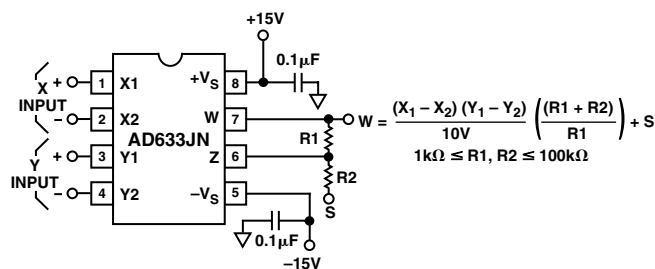 +15V
0.1μF
X INPUT
+
1 X1
+VS 8
–
2 X2
W 7
AD633JN
Y INPUT
+
3 Y1
Z 6
–
4 Y2
–VS 5
R1
R2
S
0.1μF
–15V
W = (X1 – X2) (Y1 – Y2) / 10V ((R1 + R2) / R1) + S
1kΩ ≤ R1, R2 ≤ 100kΩ